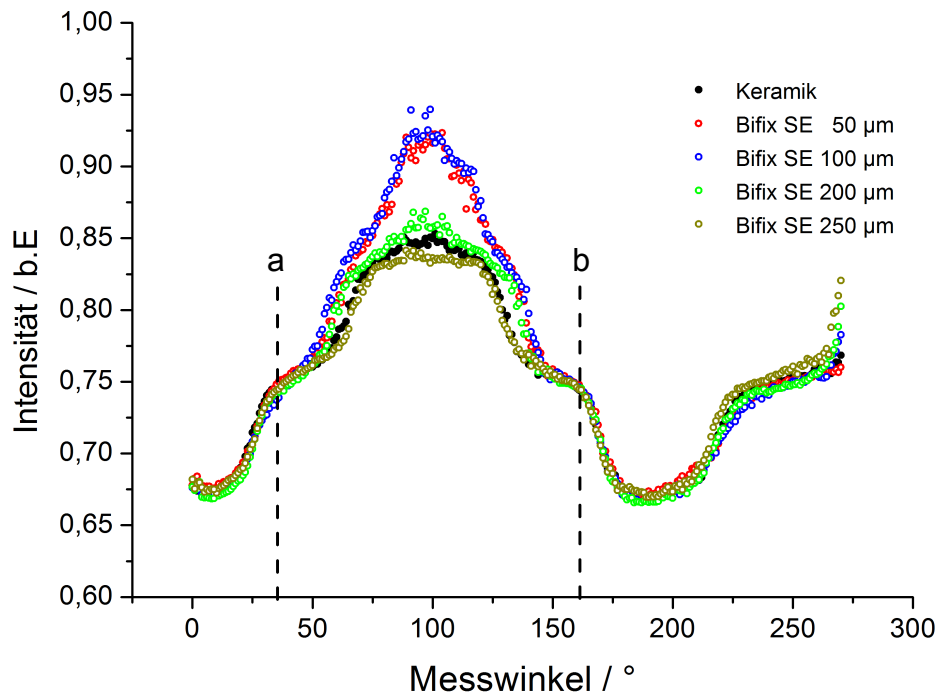 1,00
0,95
0,90
0,85
0,80
0,75
0,70
0,65
0,60
Intensität / b.E
Keramik
Bifix SE 50 µm
Bifix SE 100 µm
Bifix SE 200 µm
Bifix SE 250 µm
a
b
0
50
100
150
200
250
300
Messwinkel / °